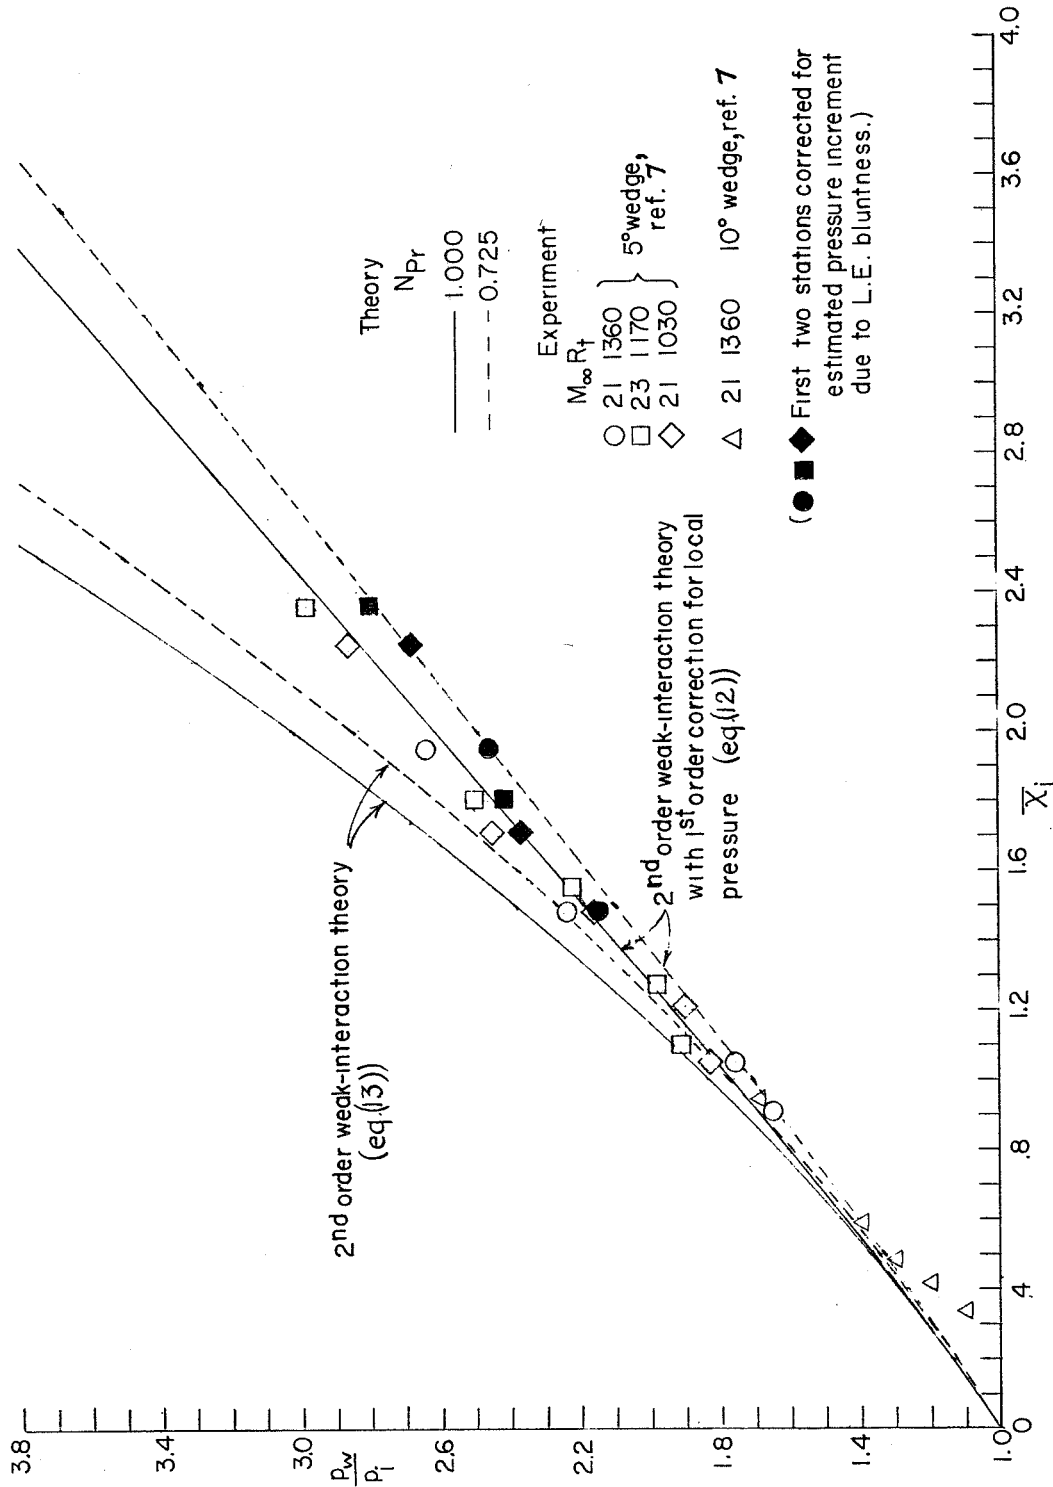 3.8
3.4
3.0
2.6
2.2
1.8
1.4
1.0
p_w
p_i
0
.4
.8
1.2
1.6
2.0
2.4
2.8
3.2
3.6
4.0
X̅_i
2nd order weak-interaction theory
(eq.(13))
2nd order weak-interaction theory
with 1st order correction for local
pressure (eq.(12))
Theory
N_Pr
1.000
0.725
Experiment
M_∞ R_t
21 1360
23 1170
21 1030
5° wedge,
ref. 7
21 1360 10° wedge, ref. 7
( First two stations corrected for
estimated pressure increment
due to L.E. bluntness.)